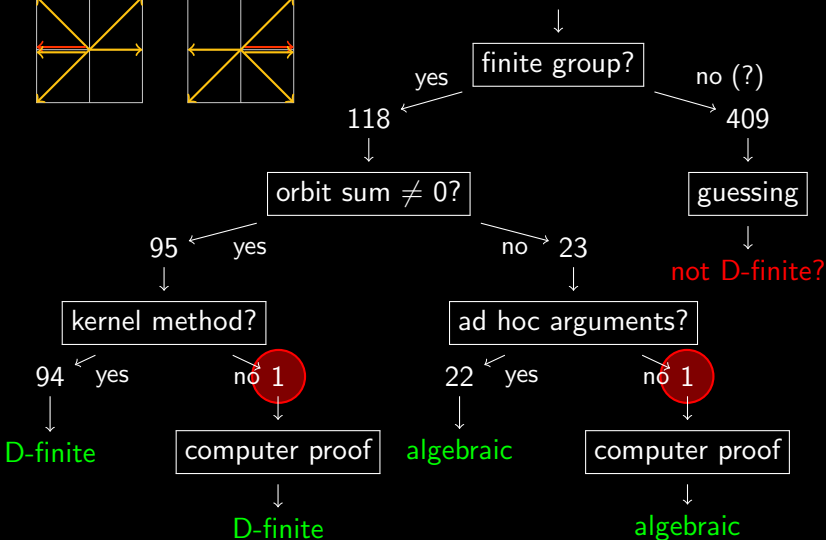 finite group?
yes
no (?)
118
409
orbit sum ≠ 0?
guessing
95
yes
no
23
not D-finite?
kernel method?
ad hoc arguments?
94
yes
no
1
22
yes
no
1
D-finite
computer proof
algebraic
computer proof
D-finite
algebraic